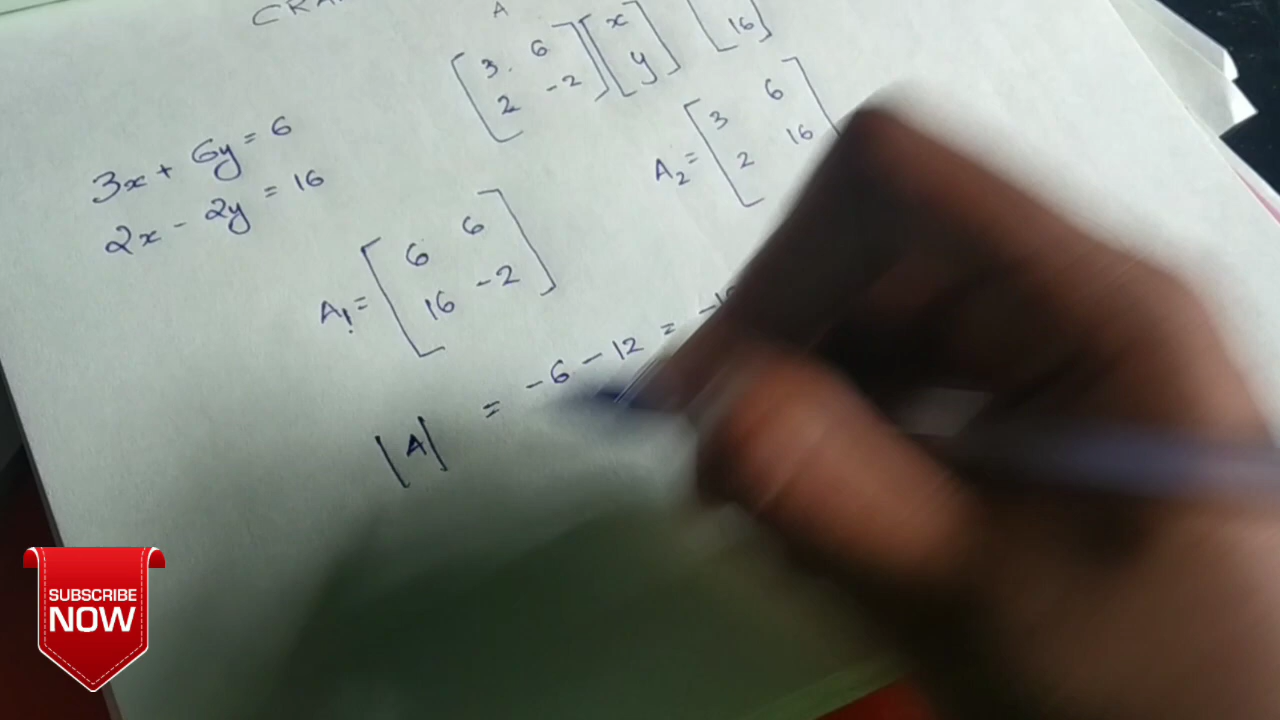 A
[3 6
2 -2] [x
y] [
16]
3x + 6y = 6
2x - 2y = 16
A₂ = [3 6
2 16
A₁ = [6 6
16 -2]
|A| = -6 - 12 =
SUBSCRIBE
NOW